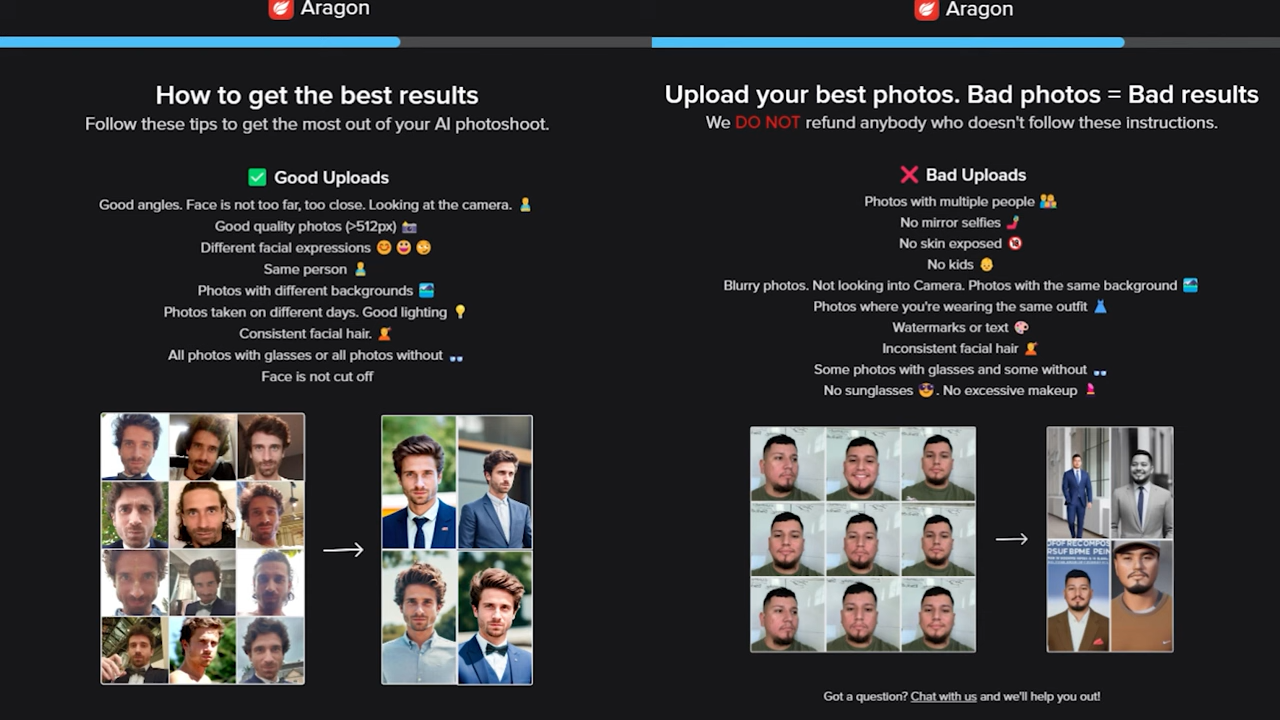 Aragon
How to get the best results
Follow these tips to get the most out of your AI photoshoot.
✅ Good Uploads
Good angles. Face is not too far, too close. Looking at the camera.
Good quality photos (>512px) 📸
Different facial expressions 😊 😃 🤔
Same person
Photos with different backgrounds 🌊
Photos taken on different days. Good lighting 💡
Consistent facial hair.
All photos with glasses or all photos without 👓
Face is not cut off
Aragon
Upload your best photos. Bad photos = Bad results
We DO NOT refund anybody who doesn't follow these instructions.
❌ Bad Uploads
Photos with multiple people
No mirror selfies 🤳
No skin exposed 🔞
No kids
Blurry photos. Not looking into Camera. Photos with the same background 🌊
Photos where you're wearing the same outfit 👗
Watermarks or text 🎨
Inconsistent facial hair
Some photos with glasses and some without 👓
No sunglasses 😎. No excessive makeup 💄
Got a question? Chat with us and we'll help you out!